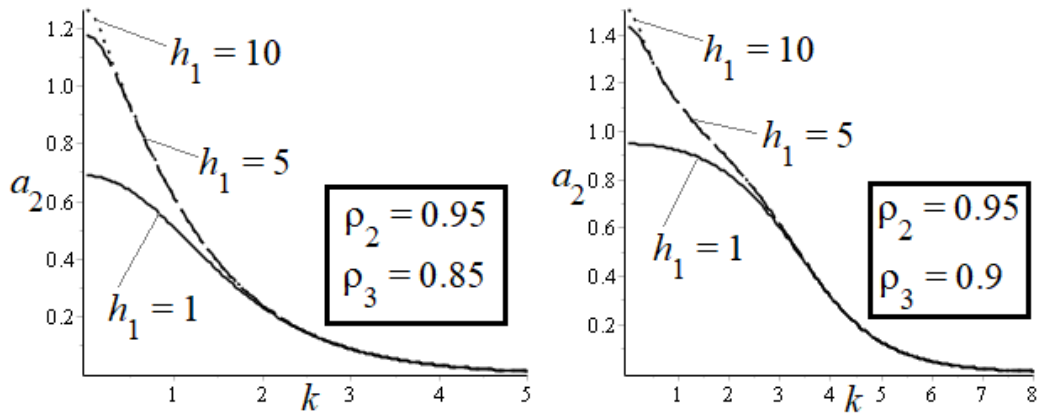 1.2
1.0
0.8
0.6
0.4
0.2
a₂
h₁ = 10
h₁ = 5
h₁ = 1
ρ₂ = 0.95
ρ₃ = 0.85
1 2 3 4 5
k
1.4
1.2
1.0
0.8
0.6
0.4
0.2
a₂
h₁ = 10
h₁ = 5
h₁ = 1
ρ₂ = 0.95
ρ₃ = 0.9
1 2 3 4 5 6 7 8
k